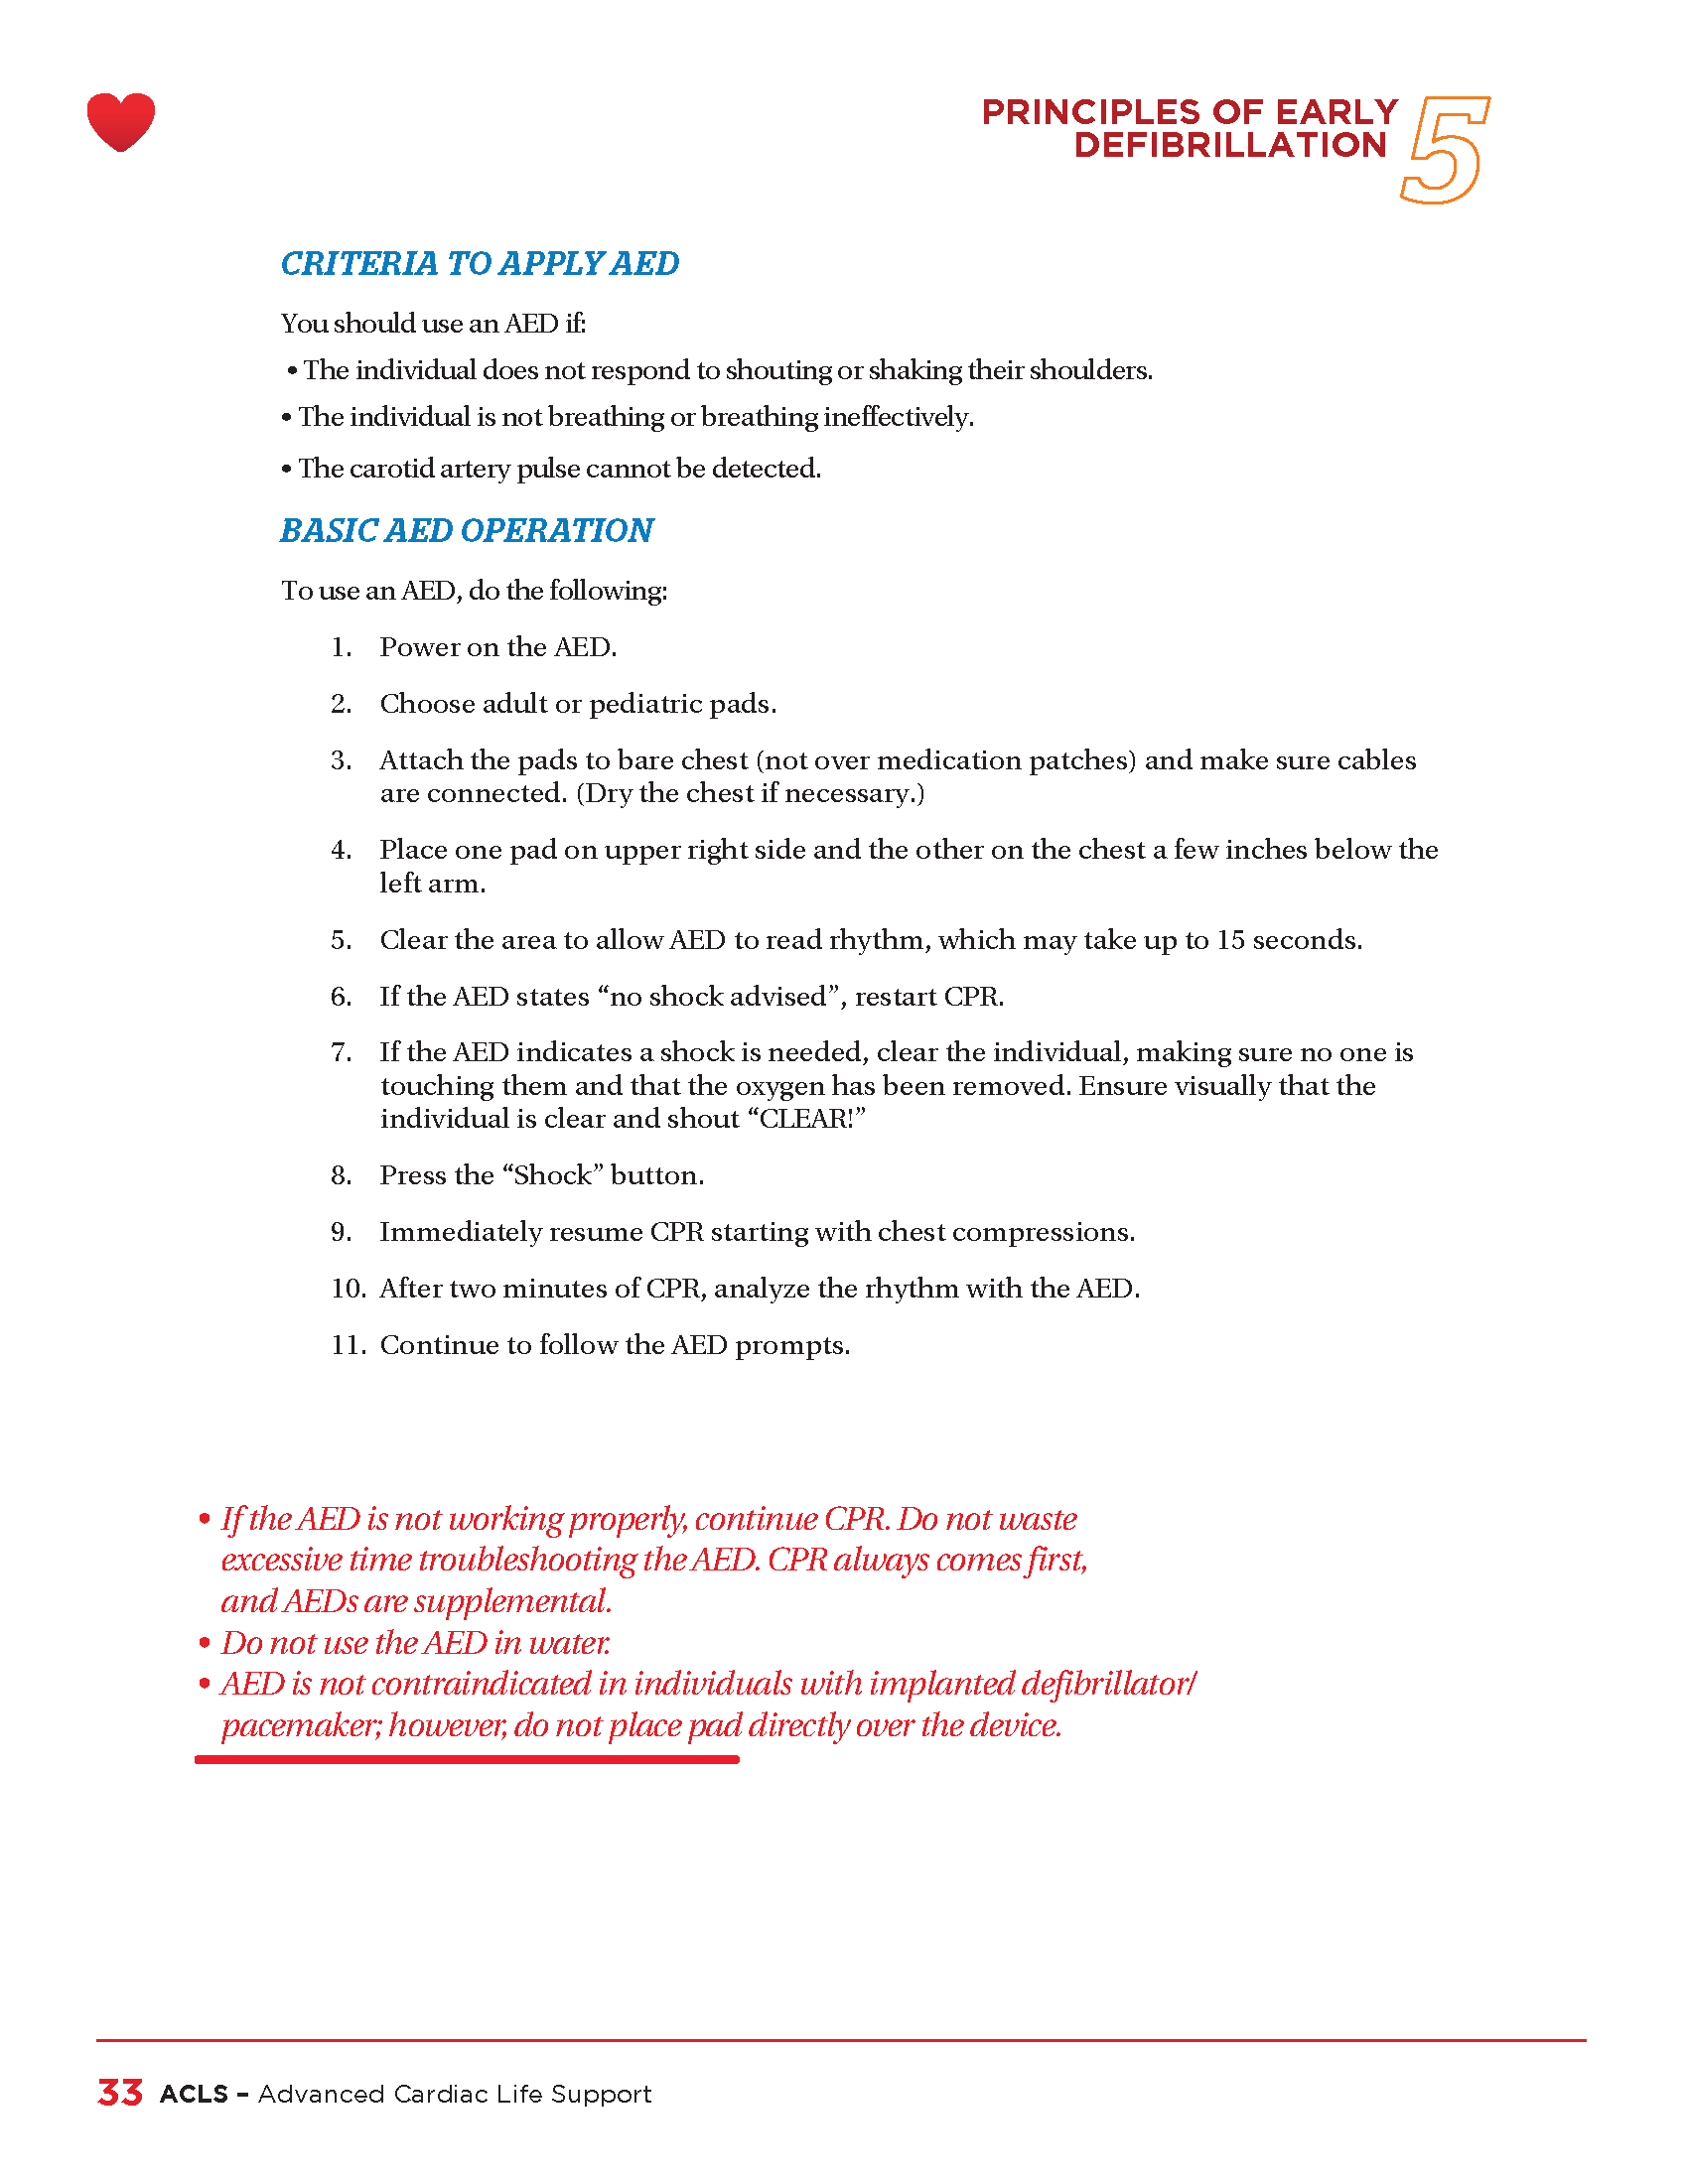 PRINCIPLES OF EARLY
DEFIBRILLATION
5
CRITERIA TO APPLY AED
You should use an AED if:
• The individual does not respond to shouting or shaking their shoulders.
• The individual is not breathing or breathing ineffectively.
• The carotid artery pulse cannot be detected.
BASIC AED OPERATION
To use an AED, do the following:
1. Power on the AED.
2. Choose adult or pediatric pads.
3. Attach the pads to bare chest (not over medication patches) and make sure cables
are connected. (Dry the chest if necessary.)
4. Place one pad on upper right side and the other on the chest a few inches below the
left arm.
5. Clear the area to allow AED to read rhythm, which may take up to 15 seconds.
6. If the AED states “no shock advised”, restart CPR.
7. If the AED indicates a shock is needed, clear the individual, making sure no one is
touching them and that the oxygen has been removed. Ensure visually that the
individual is clear and shout “CLEAR!”
8. Press the “Shock” button.
9. Immediately resume CPR starting with chest compressions.
10. After two minutes of CPR, analyze the rhythm with the AED.
11. Continue to follow the AED prompts.
• If the AED is not working properly, continue CPR. Do not waste
excessive time troubleshooting the AED. CPR always comes first,
and AEDs are supplemental.
• Do not use the AED in water.
• AED is not contraindicated in individuals with implanted defibrillator/
pacemaker; however, do not place pad directly over the device.
33 ACLS – Advanced Cardiac Life Support